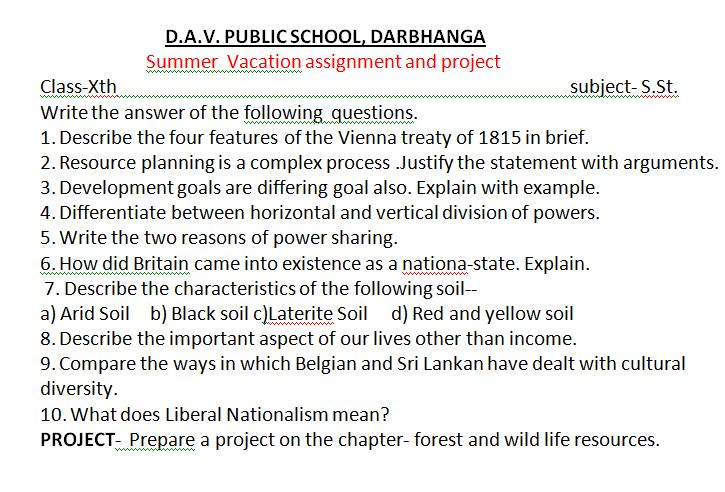 D.A.V. PUBLIC SCHOOL, DARBHANGA
Summer Vacation assignment and project
Class-Xth subject- S.St.
Write the answer of the following questions.
1. Describe the four features of the Vienna treaty of 1815 in brief.
2. Resource planning is a complex process .Justify the statement with arguments.
3. Development goals are differing goal also. Explain with example.
4. Differentiate between horizontal and vertical division of powers.
5. Write the two reasons of power sharing.
6. How did Britain came into existence as a nationa-state. Explain.
7. Describe the characteristics of the following soil--
a) Arid Soil b) Black soil c)Laterite Soil d) Red and yellow soil
8. Describe the important aspect of our lives other than income.
9. Compare the ways in which Belgian and Sri Lankan have dealt with cultural
diversity.
10. What does Liberal Nationalism mean?
PROJECT- Prepare a project on the chapter- forest and wild life resources.